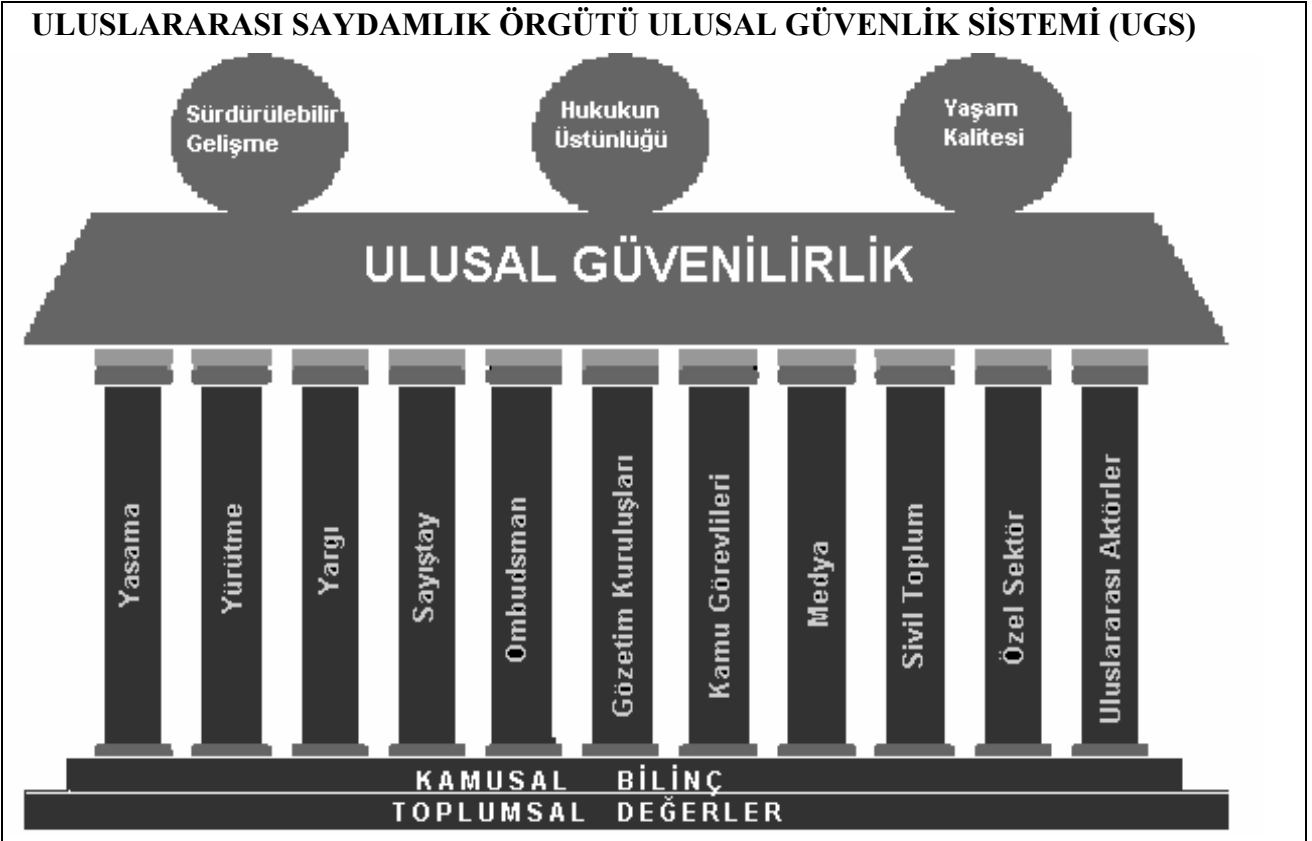 ULUSLARARASI SAYDAMLIK ÖRGÜTÜ ULUSAL GÜVENLİK SİSTEMİ (UGS)
Sürdürülebilir
Gelişme
Hukukun
Üstünlüğü
Yaşam
Kalitesi
ULUSAL GÜVENİLİRLİK
Yasama
Yürütme
Yargı
Sayıştay
Ombudsman
Gözetim Kuruluşları
Kamu Görevlileri
Medya
Sivil Toplum
Özel Sektör
Uluslararası Aktörler
KAMUSAL BİLİNÇ
TOPLUMSAL DEĞERLER